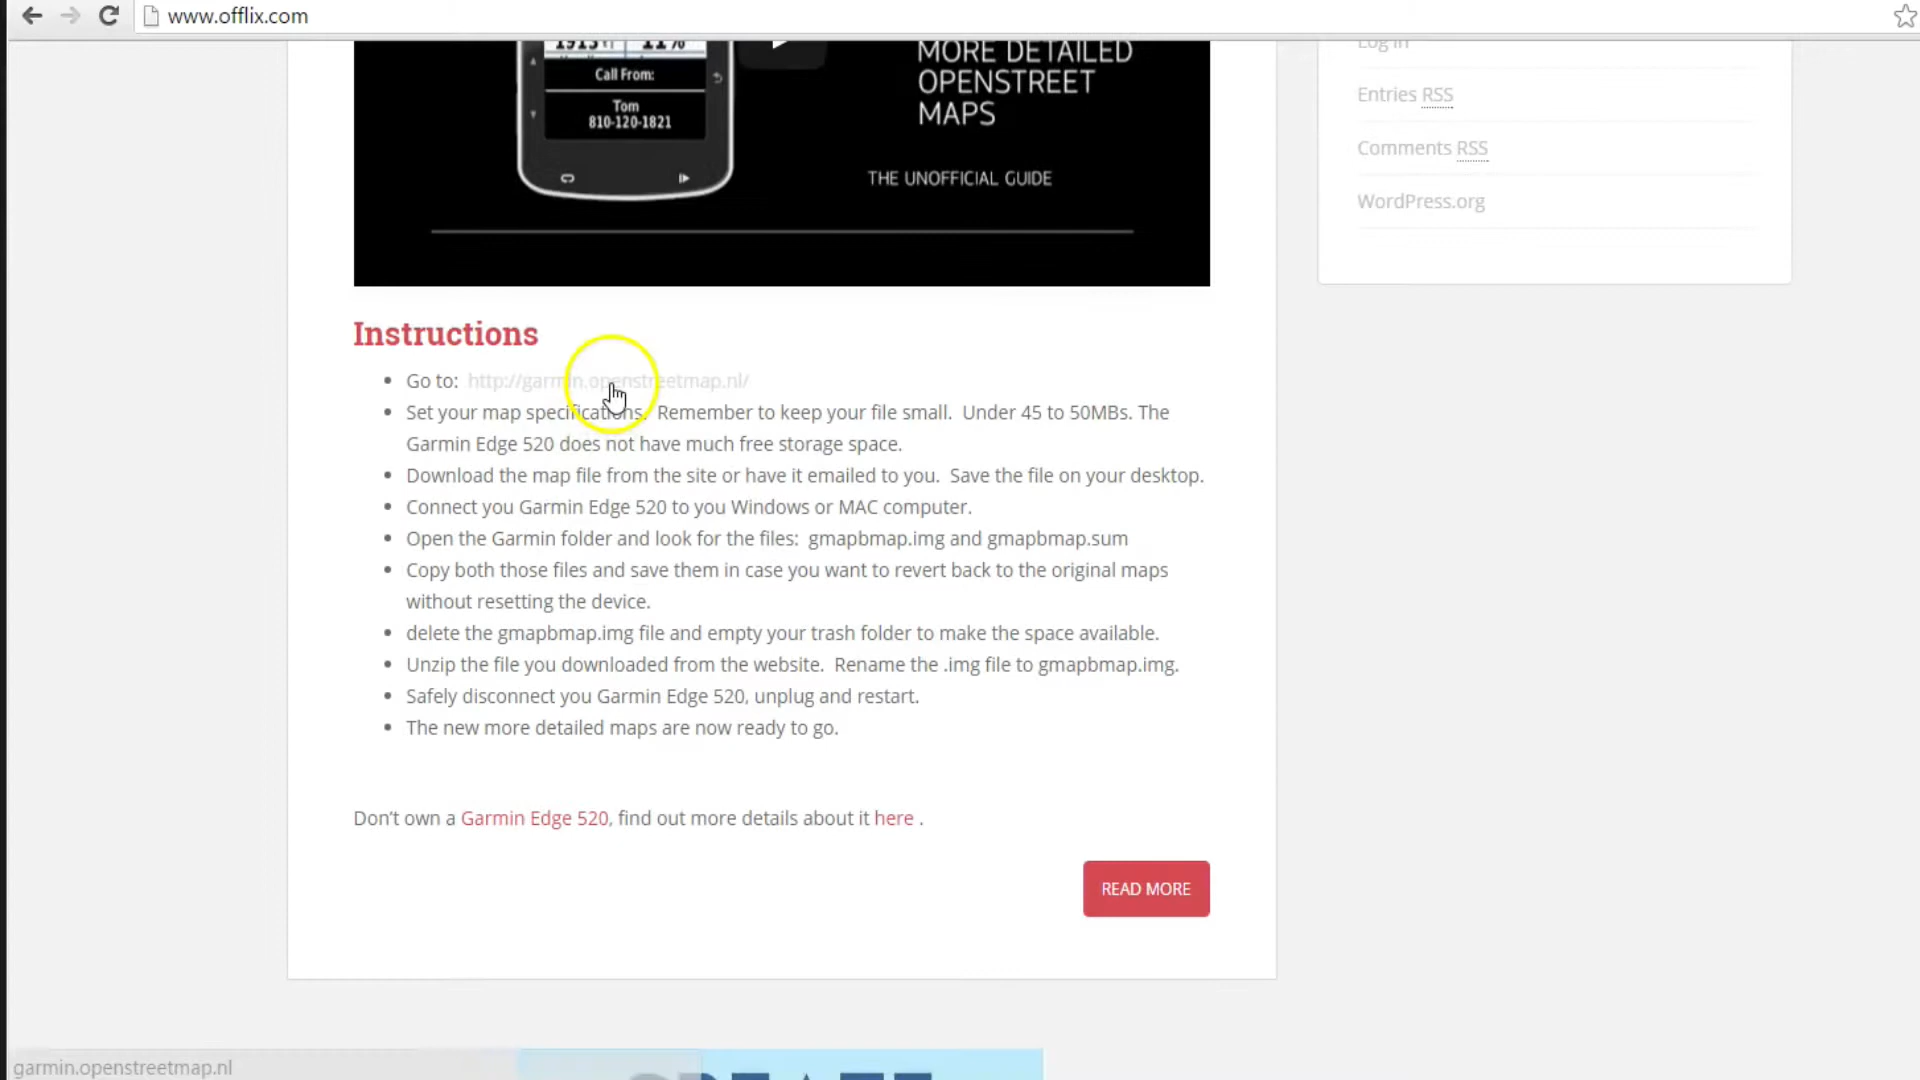 www.offlix.com
Call From:
Tom
810-120-1821
MORE DETAILED
OPENSTREET
MAPS
THE UNOFFICIAL GUIDE
Log in
Entries RSS
Comments RSS
WordPress.org
Instructions
Go to: http://garmin.openstreetmap.nl/
Set your map specifications. Remember to keep your file small. Under 45 to 50MBs. The
Garmin Edge 520 does not have much free storage space.
Download the map file from the site or have it emailed to you. Save the file on your desktop.
Connect you Garmin Edge 520 to you Windows or MAC computer.
Open the Garmin folder and look for the files: gmapbmap.img and gmapbmap.sum
Copy both those files and save them in case you want to revert back to the original maps
without resetting the device.
delete the gmapbmap.img file and empty your trash folder to make the space available.
Unzip the file you downloaded from the website. Rename the .img file to gmapbmap.img.
Safely disconnect you Garmin Edge 520, unplug and restart.
The new more detailed maps are now ready to go.
Don't own a Garmin Edge 520, find out more details about it here .
READ MORE
garmin.openstreetmap.nl